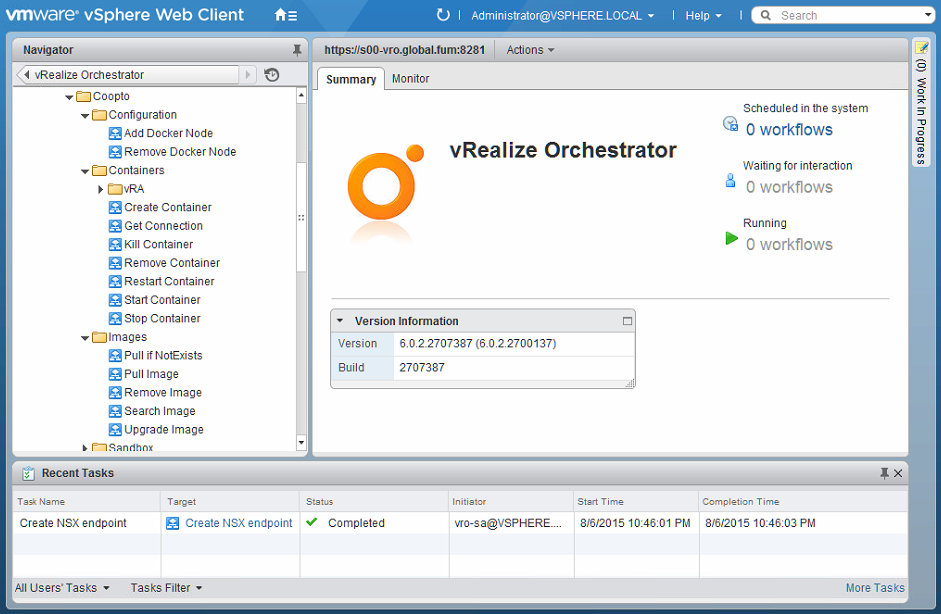 vmware® vSphere Web Client
Administrator@VSPHERE.LOCAL
Help
Search
Navigator
vRealize Orchestrator
Coopto
Configuration
Add Docker Node
Remove Docker Node
Containers
vRA
Create Container
Get Connection
Kill Container
Remove Container
Restart Container
Start Container
Stop Container
Images
Pull if NotExists
Pull Image
Remove Image
Search Image
Upgrade Image
Sandbox
https://s00-vro.global.fum:8281
Actions
Summary
Monitor
vRealize Orchestrator
Scheduled in the system
0 workflows
Waiting for interaction
0 workflows
Running
0 workflows
Version Information
Version 6.0.2.2707387 (6.0.2.2700137)
Build 2707387
(0) Work In Progress
Recent Tasks
Task Name Target Status Initiator Start Time Completion Time
Create NSX endpoint Create NSX endpoint Completed vro-sa@VSPHERE.... 8/6/2015 10:46:01 PM 8/6/2015 10:46:03 PM
All Users' Tasks Tasks Filter More Tasks